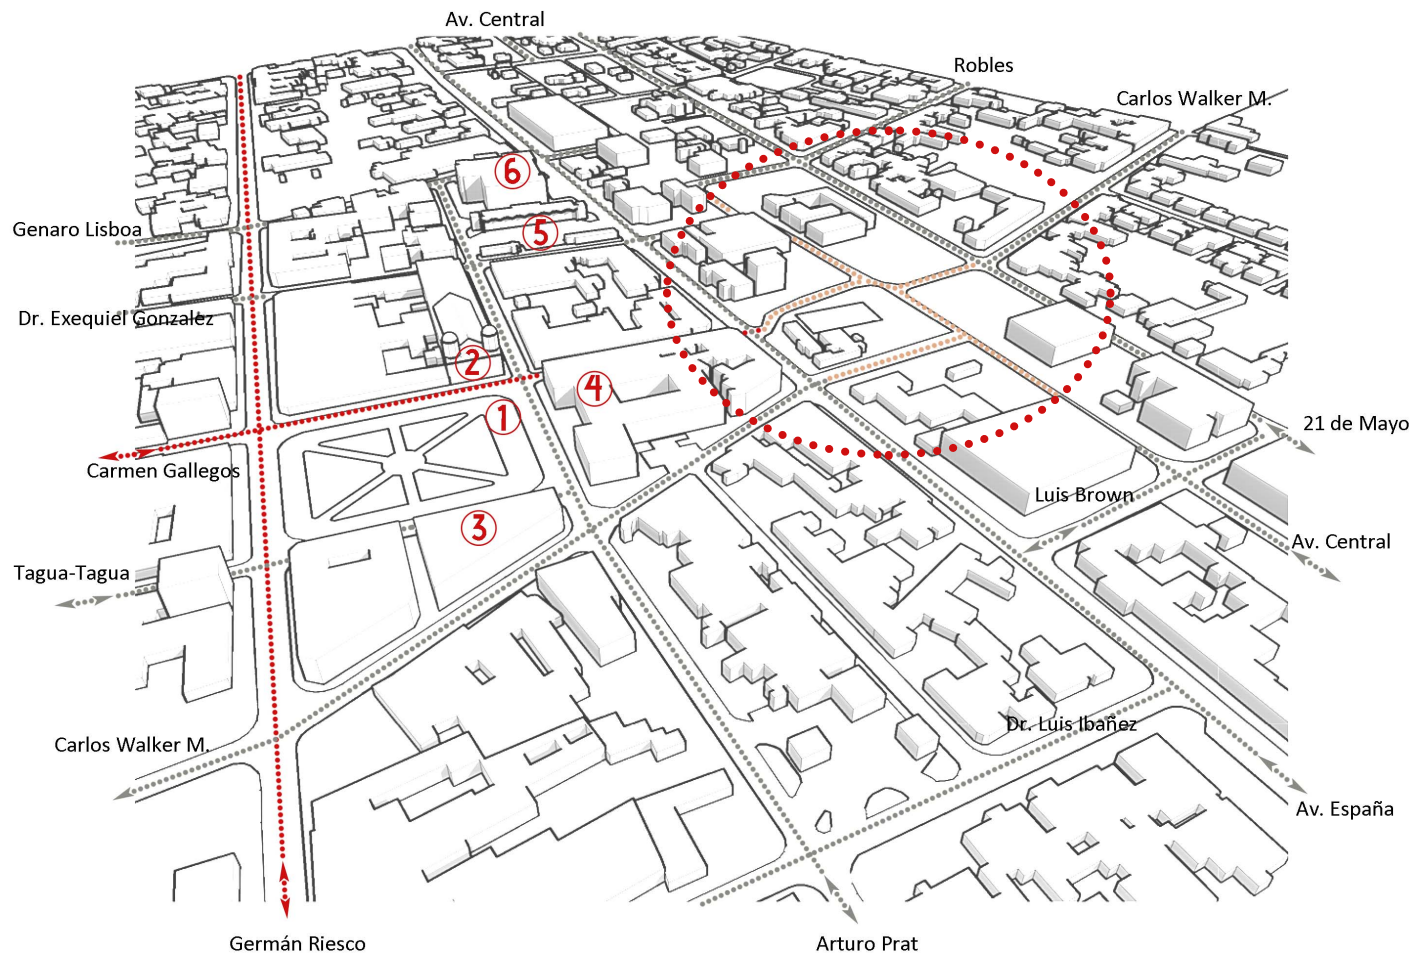 Av. Central
Robles
Carlos Walker M.
6
Genaro Lisboa
5
Dr. Exequiel Gonzalez
2
4
1
21 de Mayo
Carmen Gallegos
Luis Brown
3
Av. Central
Tagua-Tagua
Dr. Luis Ibañez
Carlos Walker M.
Av. España
Germán Riesco
Arturo Prat